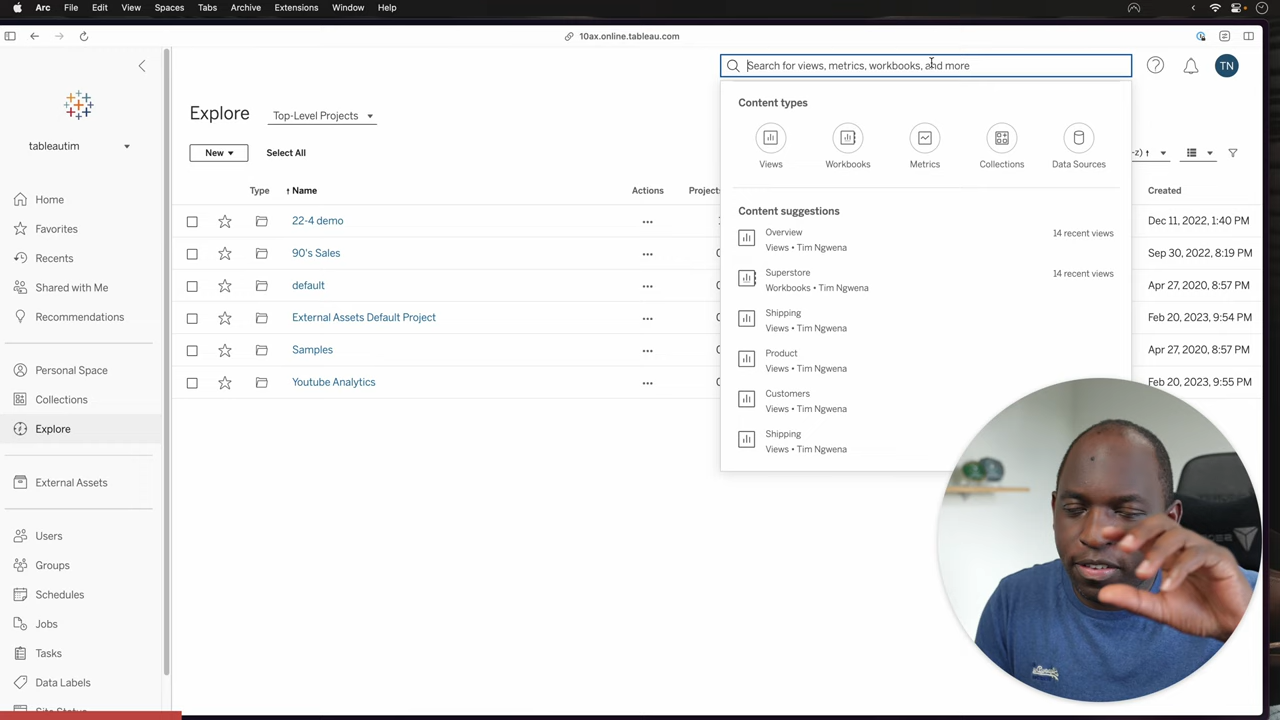 Arc File Edit View Spaces Tabs Archive Extensions Window Help
10ax.online.tableau.com
Search for views, metrics, workbooks, and more
TN
Explore
Top-Level Projects
tableautim
New
Select All
Type
↑ Name
Actions
Created
Content types
Views
Workbooks
Metrics
Collections
Data Sources
Content suggestions
Overview
14 recent views
Views • Tim Ngwena
Superstore
14 recent views
Workbooks • Tim Ngwena
Shipping
Views • Tim Ngwena
Product
Views • Tim Ngwena
Customers
Views • Tim Ngwena
Shipping
Views • Tim Ngwena
22-4 demo
Dec 11, 2022, 1:40 PM
90's Sales
Sep 30, 2022, 8:19 PM
default
Apr 27, 2020, 8:57 PM
External Assets Default Project
Feb 20, 2023, 9:54 PM
Samples
Apr 27, 2020, 8:57 PM
Youtube Analytics
Feb 20, 2023, 9:55 PM
Home
Favorites
Recents
Shared with Me
Recommendations
Personal Space
Collections
Explore
External Assets
Users
Groups
Schedules
Jobs
Tasks
Data Labels